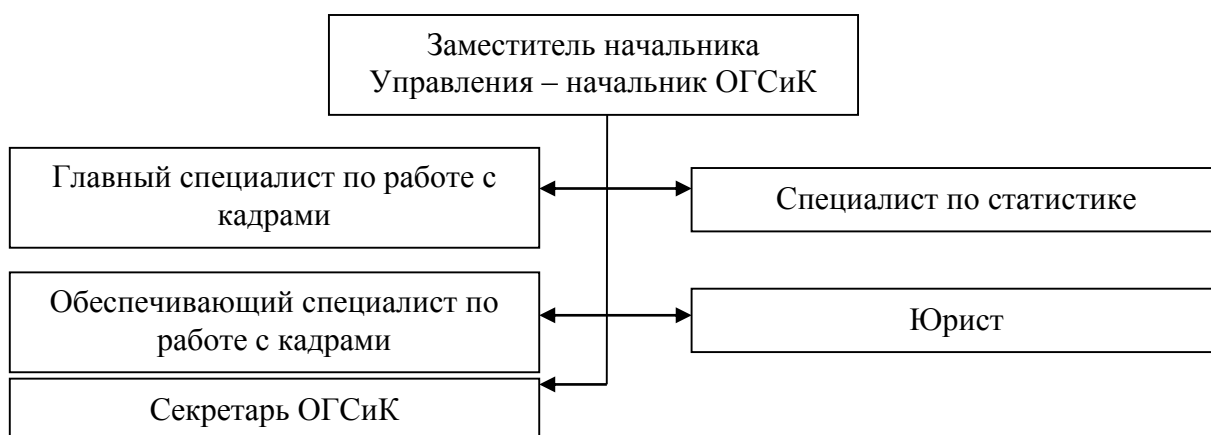 Заместитель начальника
Управления – начальник ОГСиК
Главный специалист по работе с
кадрами
Специалист по статистике
Обеспечивающий специалист по
работе с кадрами
Юрист
Секретарь ОГСиК